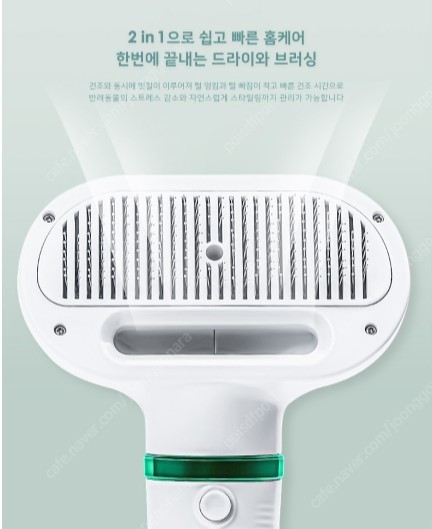 2 in 1으로 쉽고 빠른 홈케어
한번에 끝내는 드라이와 브러싱
건조와 동시에 빗질이 이루어져 털 엉킴과 털 빠짐이 적고 빠른 건조 시간으로
반려동물의 스트레스 감소와 자연스럽게 스타일링까지 관리가 가능합니다